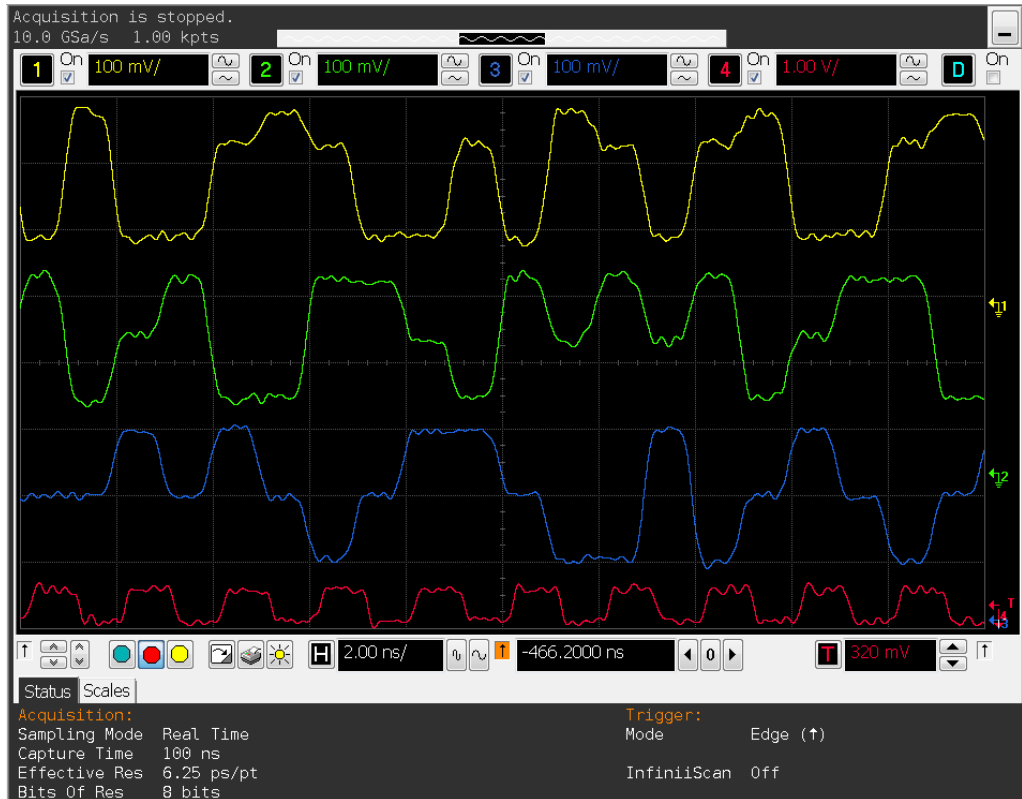 Acquisition is stopped.
10.0 GSa/s 1.00 kpts
1 On 100 mV/ 2 On 100 mV/ 3 On 100 mV/ 4 On 1.00 V/ D On
1
2
T
4
3
H 2.00 ns/ -466.2000 ns 0 T 320 mV
Status Scales
Acquisition:
Sampling Mode Real Time
Capture Time 100 ns
Effective Res 6.25 ps/pt
Bits Of Res 8 bits
Trigger:
Mode Edge (↑)
InfiniiScan Off